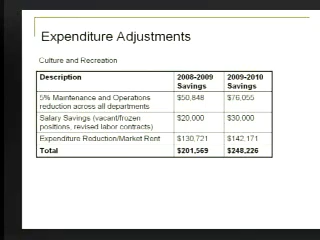 Expenditure Adjustments
Culture and Recreation
Description 2008-2009 Savings 2009-2010 Savings
5% Maintenance and Operations reduction across all departments $50,848 $76,055
Salary Savings (vacant/frozen positions, revised labor contracts) $20,000 $30,000
Expenditure Reduction/Market Rent $130,721 $142,171
Total $201,569 $248,226